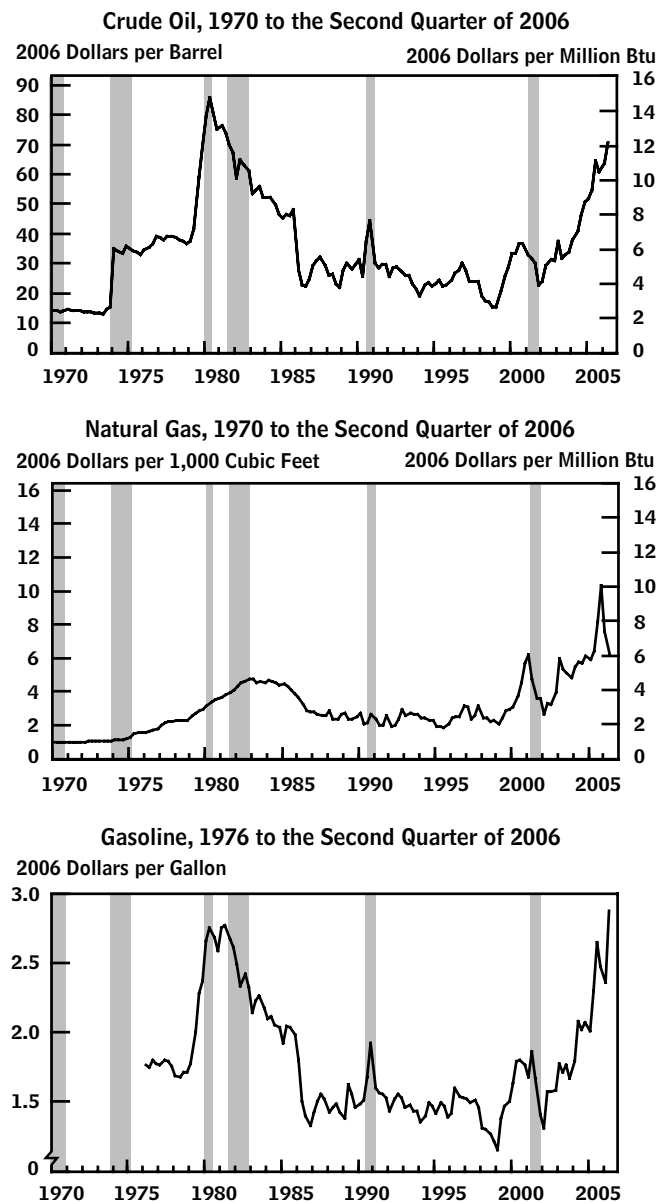 Crude Oil, 1970 to the Second Quarter of 2006
2006 Dollars per Barrel 2006 Dollars per Million Btu
90 16
80 14
70 12
60 10
50 8
40 6
30 4
20 2
10 0
0
1970 1975 1980 1985 1990 1995 2000 2005
Natural Gas, 1970 to the Second Quarter of 2006
2006 Dollars per 1,000 Cubic Feet 2006 Dollars per Million Btu
16 16
14 14
12 12
10 10
8 8
6 6
4 4
2 2
0 0
1970 1975 1980 1985 1990 1995 2000 2005
Gasoline, 1976 to the Second Quarter of 2006
2006 Dollars per Gallon
3.0
2.5
2.0
1.5
0
1970 1975 1980 1985 1990 1995 2000 2005